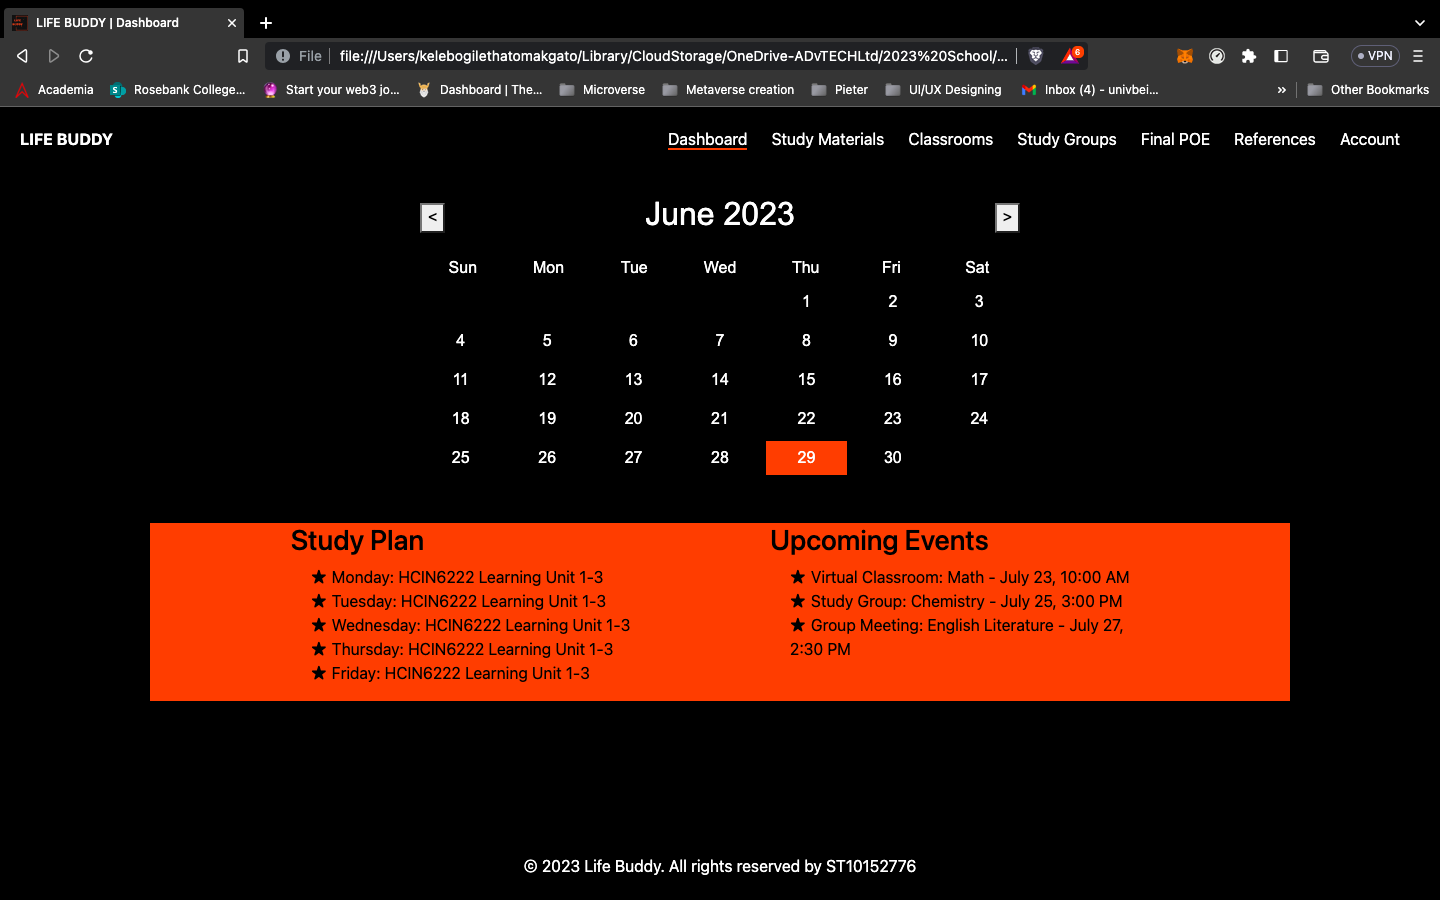 LIFE BUDDY | Dashboard
File
file:///Users/kelebogilethatomakgato/Library/CloudStorage/OneDrive-ADvTECHLtd/2023%20School/...
6
VPN
Academia
Rosebank College...
Start your web3 jo...
Dashboard | The...
Microverse
Metaverse creation
Pieter
UI/UX Designing
Inbox (4) - univbei...
»
Other Bookmarks
LIFE BUDDY
Dashboard Study Materials Classrooms Study Groups Final POE References Account
< June 2023 >
Sun Mon Tue Wed Thu Fri Sat
1 2 3
4 5 6 7 8 9 10
11 12 13 14 15 16 17
18 19 20 21 22 23 24
25 26 27 28 29 30
Study Plan
★ Monday: HCIN6222 Learning Unit 1-3
★ Tuesday: HCIN6222 Learning Unit 1-3
★ Wednesday: HCIN6222 Learning Unit 1-3
★ Thursday: HCIN6222 Learning Unit 1-3
★ Friday: HCIN6222 Learning Unit 1-3
Upcoming Events
★ Virtual Classroom: Math - July 23, 10:00 AM
★ Study Group: Chemistry - July 25, 3:00 PM
★ Group Meeting: English Literature - July 27,
2:30 PM
© 2023 Life Buddy. All rights reserved by ST10152776